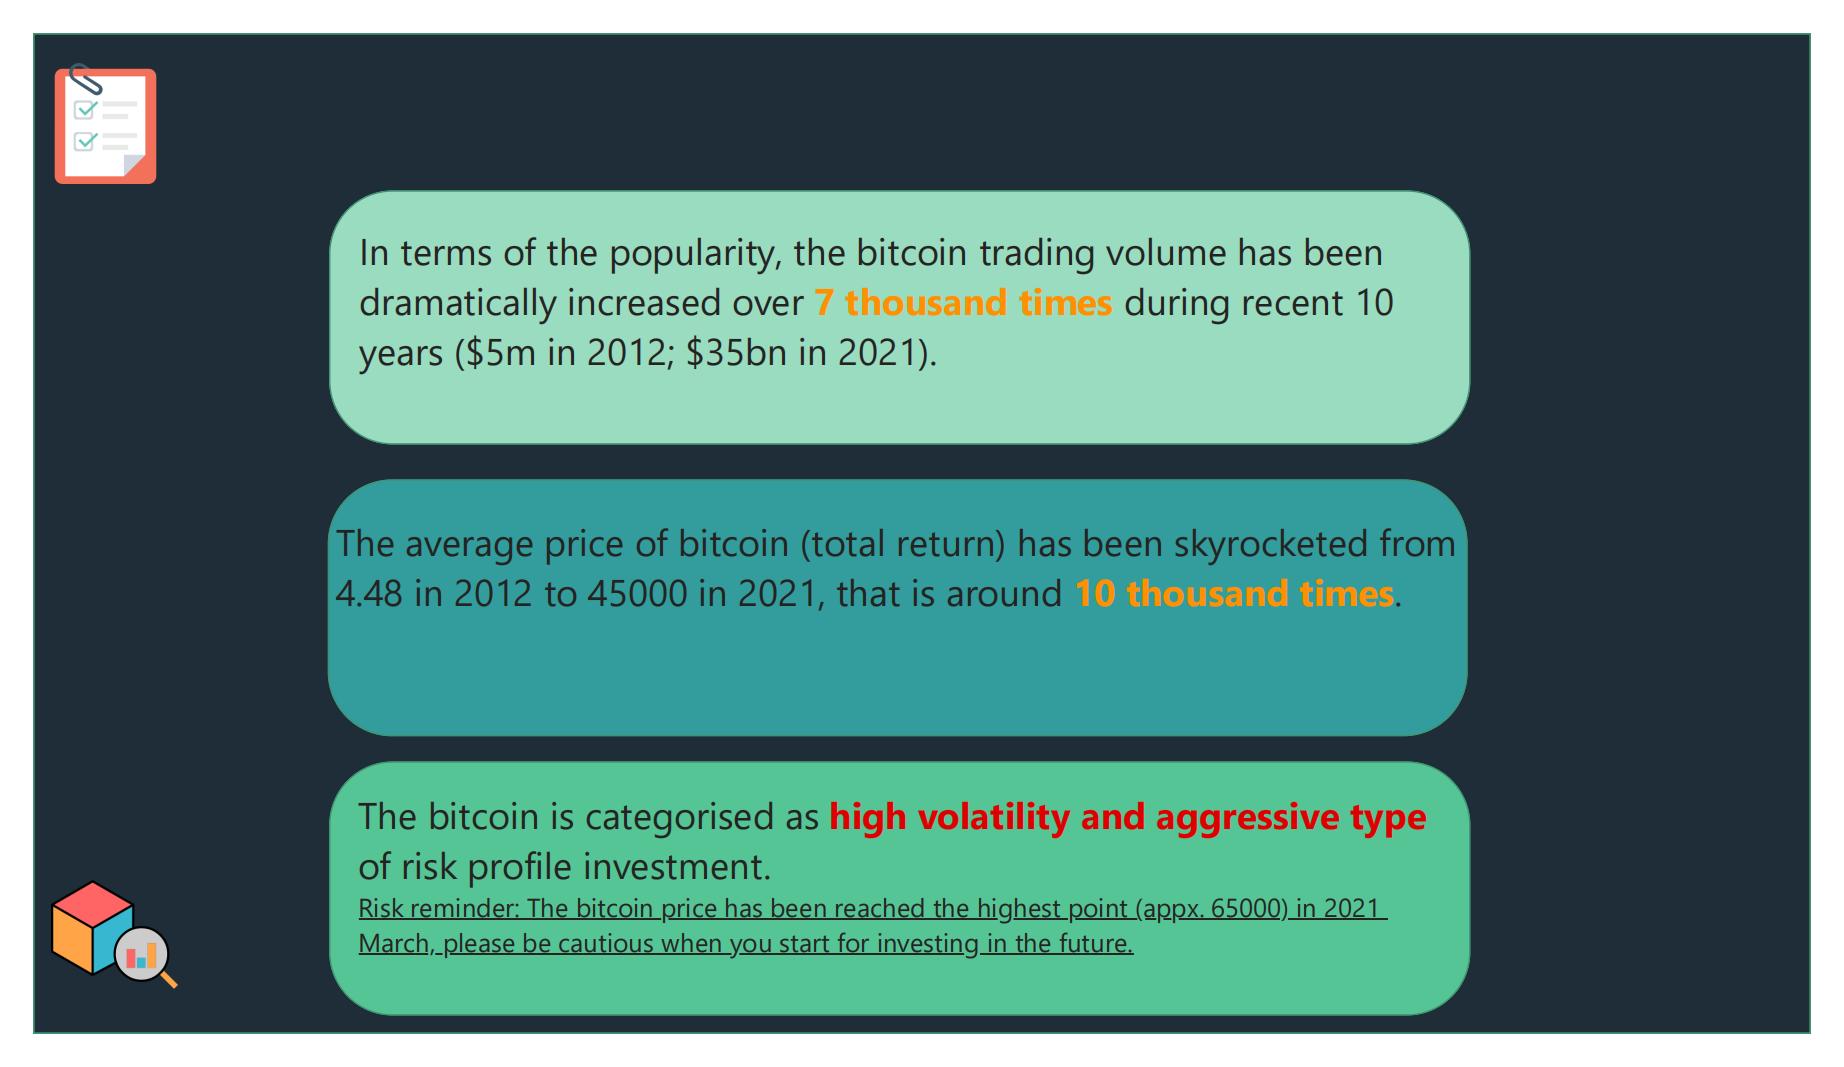 In terms of the popularity, the bitcoin trading volume has been
dramatically increased over 7 thousand times during recent 10
years ($5m in 2012; $35bn in 2021).
The average price of bitcoin (total return) has been skyrocketed from
4.48 in 2012 to 45000 in 2021, that is around 10 thousand times.
The bitcoin is categorised as high volatility and aggressive type
of risk profile investment.
Risk reminder: The bitcoin price has been reached the highest point (appx. 65000) in 2021
March, please be cautious when you start for investing in the future.